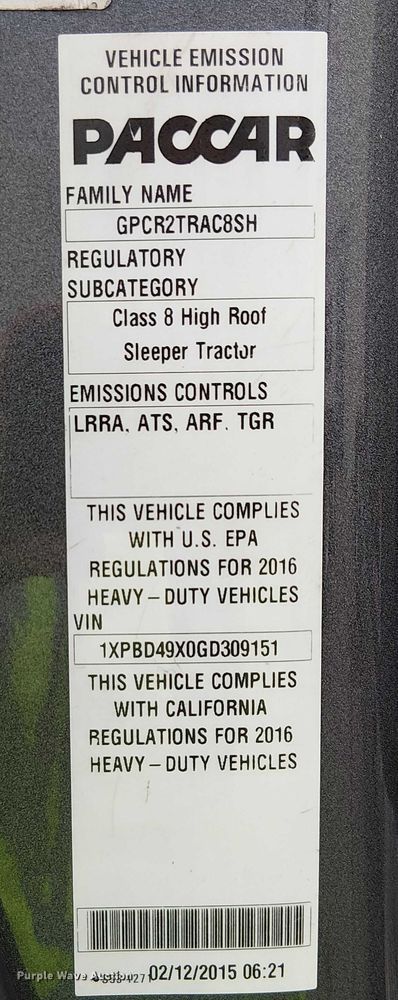 VEHICLE EMISSION
CONTROL INFORMATION
PACCAR
FAMILY NAME
GPCR2TRAC8SH
REGULATORY
SUBCATEGORY
Class 8 High Roof
Sleeper Tractor
EMISSIONS CONTROLS
LRRA, ATS, ARF, TGR
THIS VEHICLE COMPLIES
WITH U.S. EPA
REGULATIONS FOR 2016
HEAVY – DUTY VEHICLES
VIN
1XPBD49X0GD309151
THIS VEHICLE COMPLIES
WITH CALIFORNIA
REGULATIONS FOR 2016
HEAVY – DUTY VEHICLES
02/12/2015 06:21
Purple Wave Auction